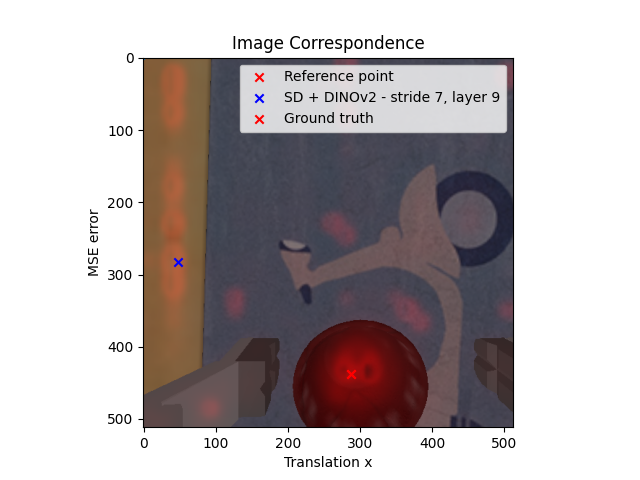 Image Correspondence
Reference point
SD + DINOv2 - stride 7, layer 9
Ground truth
0
100
200
300
400
500
MSE error
0
100
200
300
400
500
Translation x